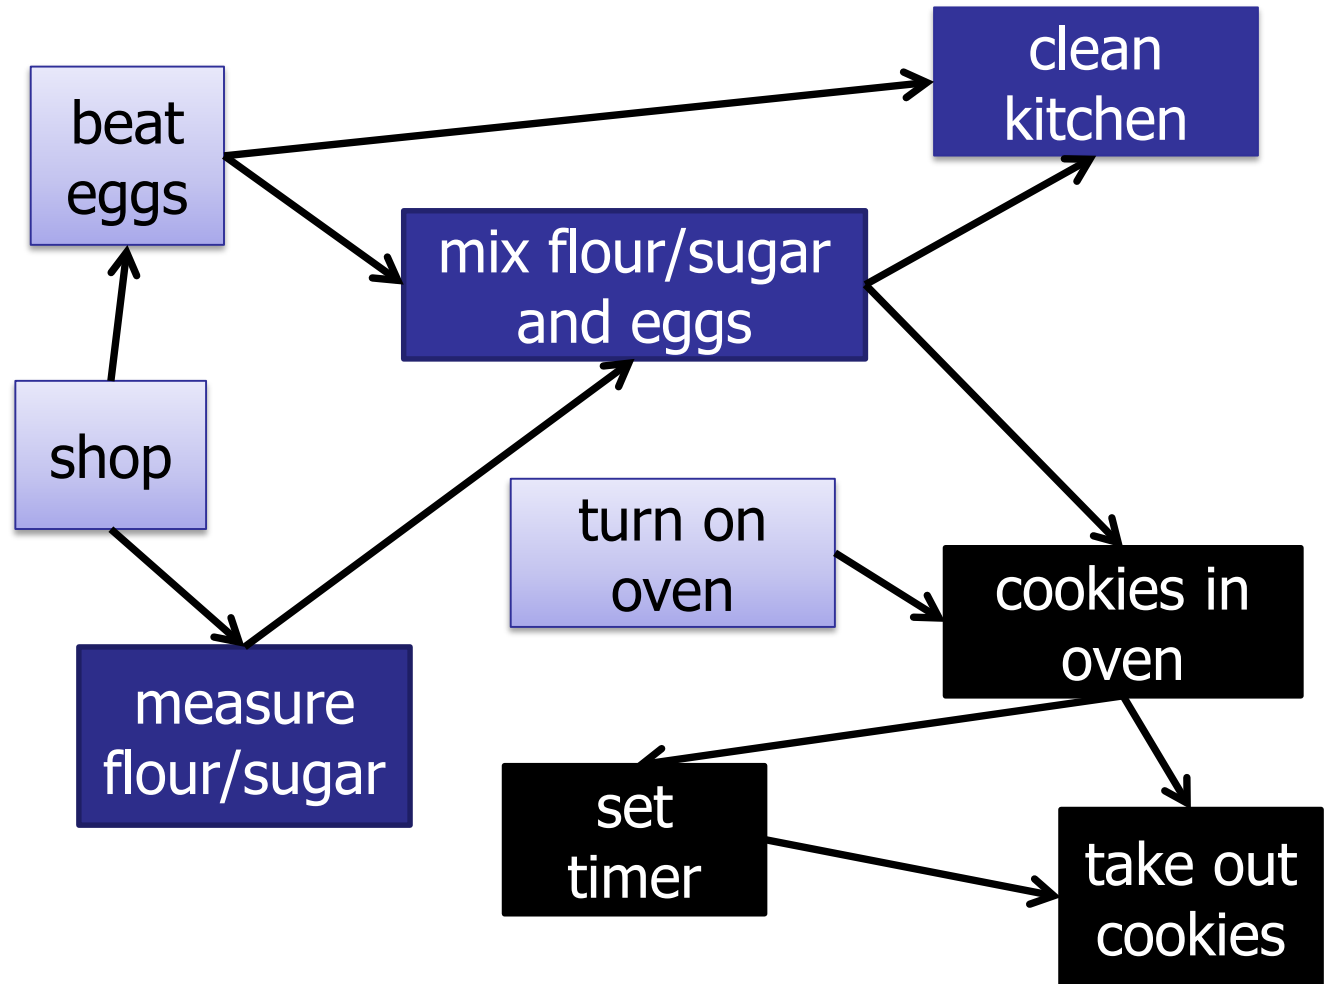 clean
kitchen
beat
eggs
mix flour/sugar
and eggs
shop
turn on
oven
cookies in
oven
measure
flour/sugar
set
timer
take out
cookies